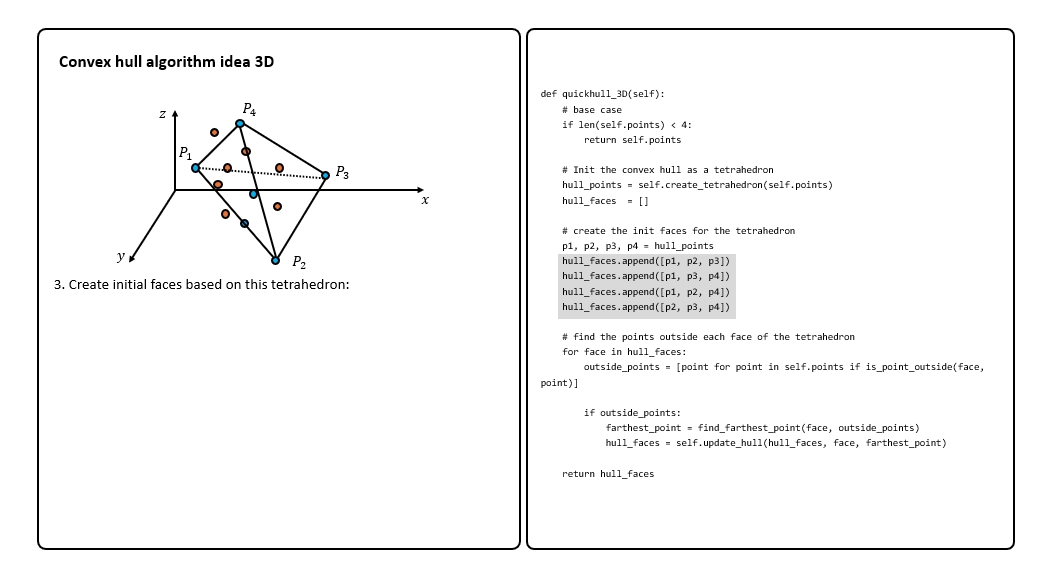 Convex hull algorithm idea 3D
z
P4
P1
P3
x
y
P2
3. Create initial faces based on this tetrahedron:
def quickhull_3D(self):
    # base case
    if len(self.points) < 4:
        return self.points
    # Init the convex hull as a tetrahedron
    hull_points = self.create_tetrahedron(self.points)
    hull_faces  = []
    # create the init faces for the tetrahedron
    p1, p2, p3, p4 = hull_points
    hull_faces.append([p1, p2, p3])
    hull_faces.append([p1, p3, p4])
    hull_faces.append([p1, p2, p4])
    hull_faces.append([p2, p3, p4])
    # find the points outside each face of the tetrahedron
    for face in hull_faces:
        outside_points = [point for point in self.points if is_point_outside(face,
point)]
        if outside_points:
            farthest_point = find_farthest_point(face, outside_points)
            hull_faces = self.update_hull(hull_faces, face, farthest_point)
    return hull_faces